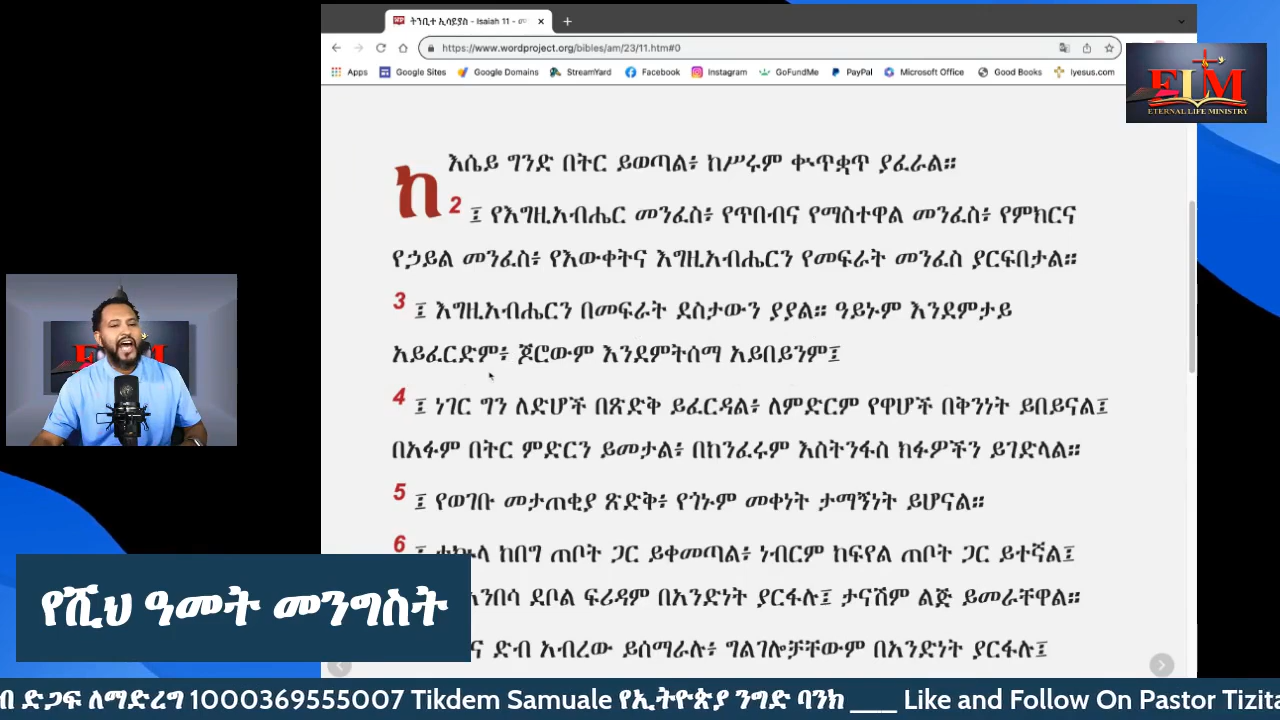 ትንቢተ ኢሳይያስ - Isaiah 11 - መ
https://www.wordproject.org/bibles/am/23/11.htm#0
Apps Google Sites Google Domains StreamYard Facebook Instagram GoFundMe PayPal Microsoft Office Good Books Iyesus.com
ELM
ETERNAL LIFE MINISTRY
ከ እሴይ ግንድ በትር ይወጣል፥ ከሥሩም ቍጥቋጥ ያፈራል።
2 ፤ የእግዚአብሔር መንፈስ፥ የጥበብና የማስተዋል መንፈስ፥ የምክርና
የኃይል መንፈስ፥ የእውቀትና እግዚአብሔርን የመፍራት መንፈስ ያርፍበታል።
3 ፤ እግዚአብሔርን በመፍራት ደስታውን ያያል። ዓይኑም እንደምታይ
አይፈርድም፥ ጆሮውም እንደምትሰማ አይበይንም፤
4 ፤ ነገር ግን ለድሆች በጽድቅ ይፈርዳል፥ ለምድርም የዋሆች በቅንነት ይበይናል፤
በአፉም በትር ምድርን ይመታል፥ በከንፈሩም እስትንፋስ ክፉዎችን ይገድላል።
5 ፤ የወገቡ መታጠቂያ ጽድቅ፥ የጎኑም መቀነት ታማኝነት ይሆናል።
6 ፤ ተኩላ ከበግ ጠቦት ጋር ይቀመጣል፥ ነብርም ከፍየል ጠቦት ጋር ይተኛል፤
አንበሳ ደቦል ፍሪዳም በአንድነት ያርፋሉ፤ ታናሽም ልጅ ይመራቸዋል።
ና ድብ አብረው ይሰማራሉ፥ ግልገሎቻቸውም በአንድነት ያርፋሉ፤
የሺህ ዓመት መንግስት
ብ ድጋፍ ለማድረግ 1000369555007 Tikdem Samuale የኢትዮጵያ ንግድ ባንክ ___ Like and Follow On Pastor Tizita